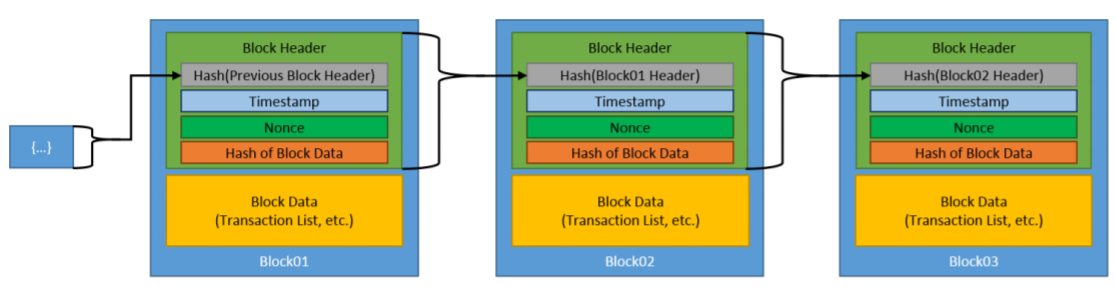 {...}
Block Header
Hash(Previous Block Header)
Timestamp
Nonce
Hash of Block Data
Block Data
(Transaction List, etc.)
Block01
Block Header
Hash(Block01 Header)
Timestamp
Nonce
Hash of Block Data
Block Data
(Transaction List, etc.)
Block02
Block Header
Hash(Block02 Header)
Timestamp
Nonce
Hash of Block Data
Block Data
(Transaction List, etc.)
Block03